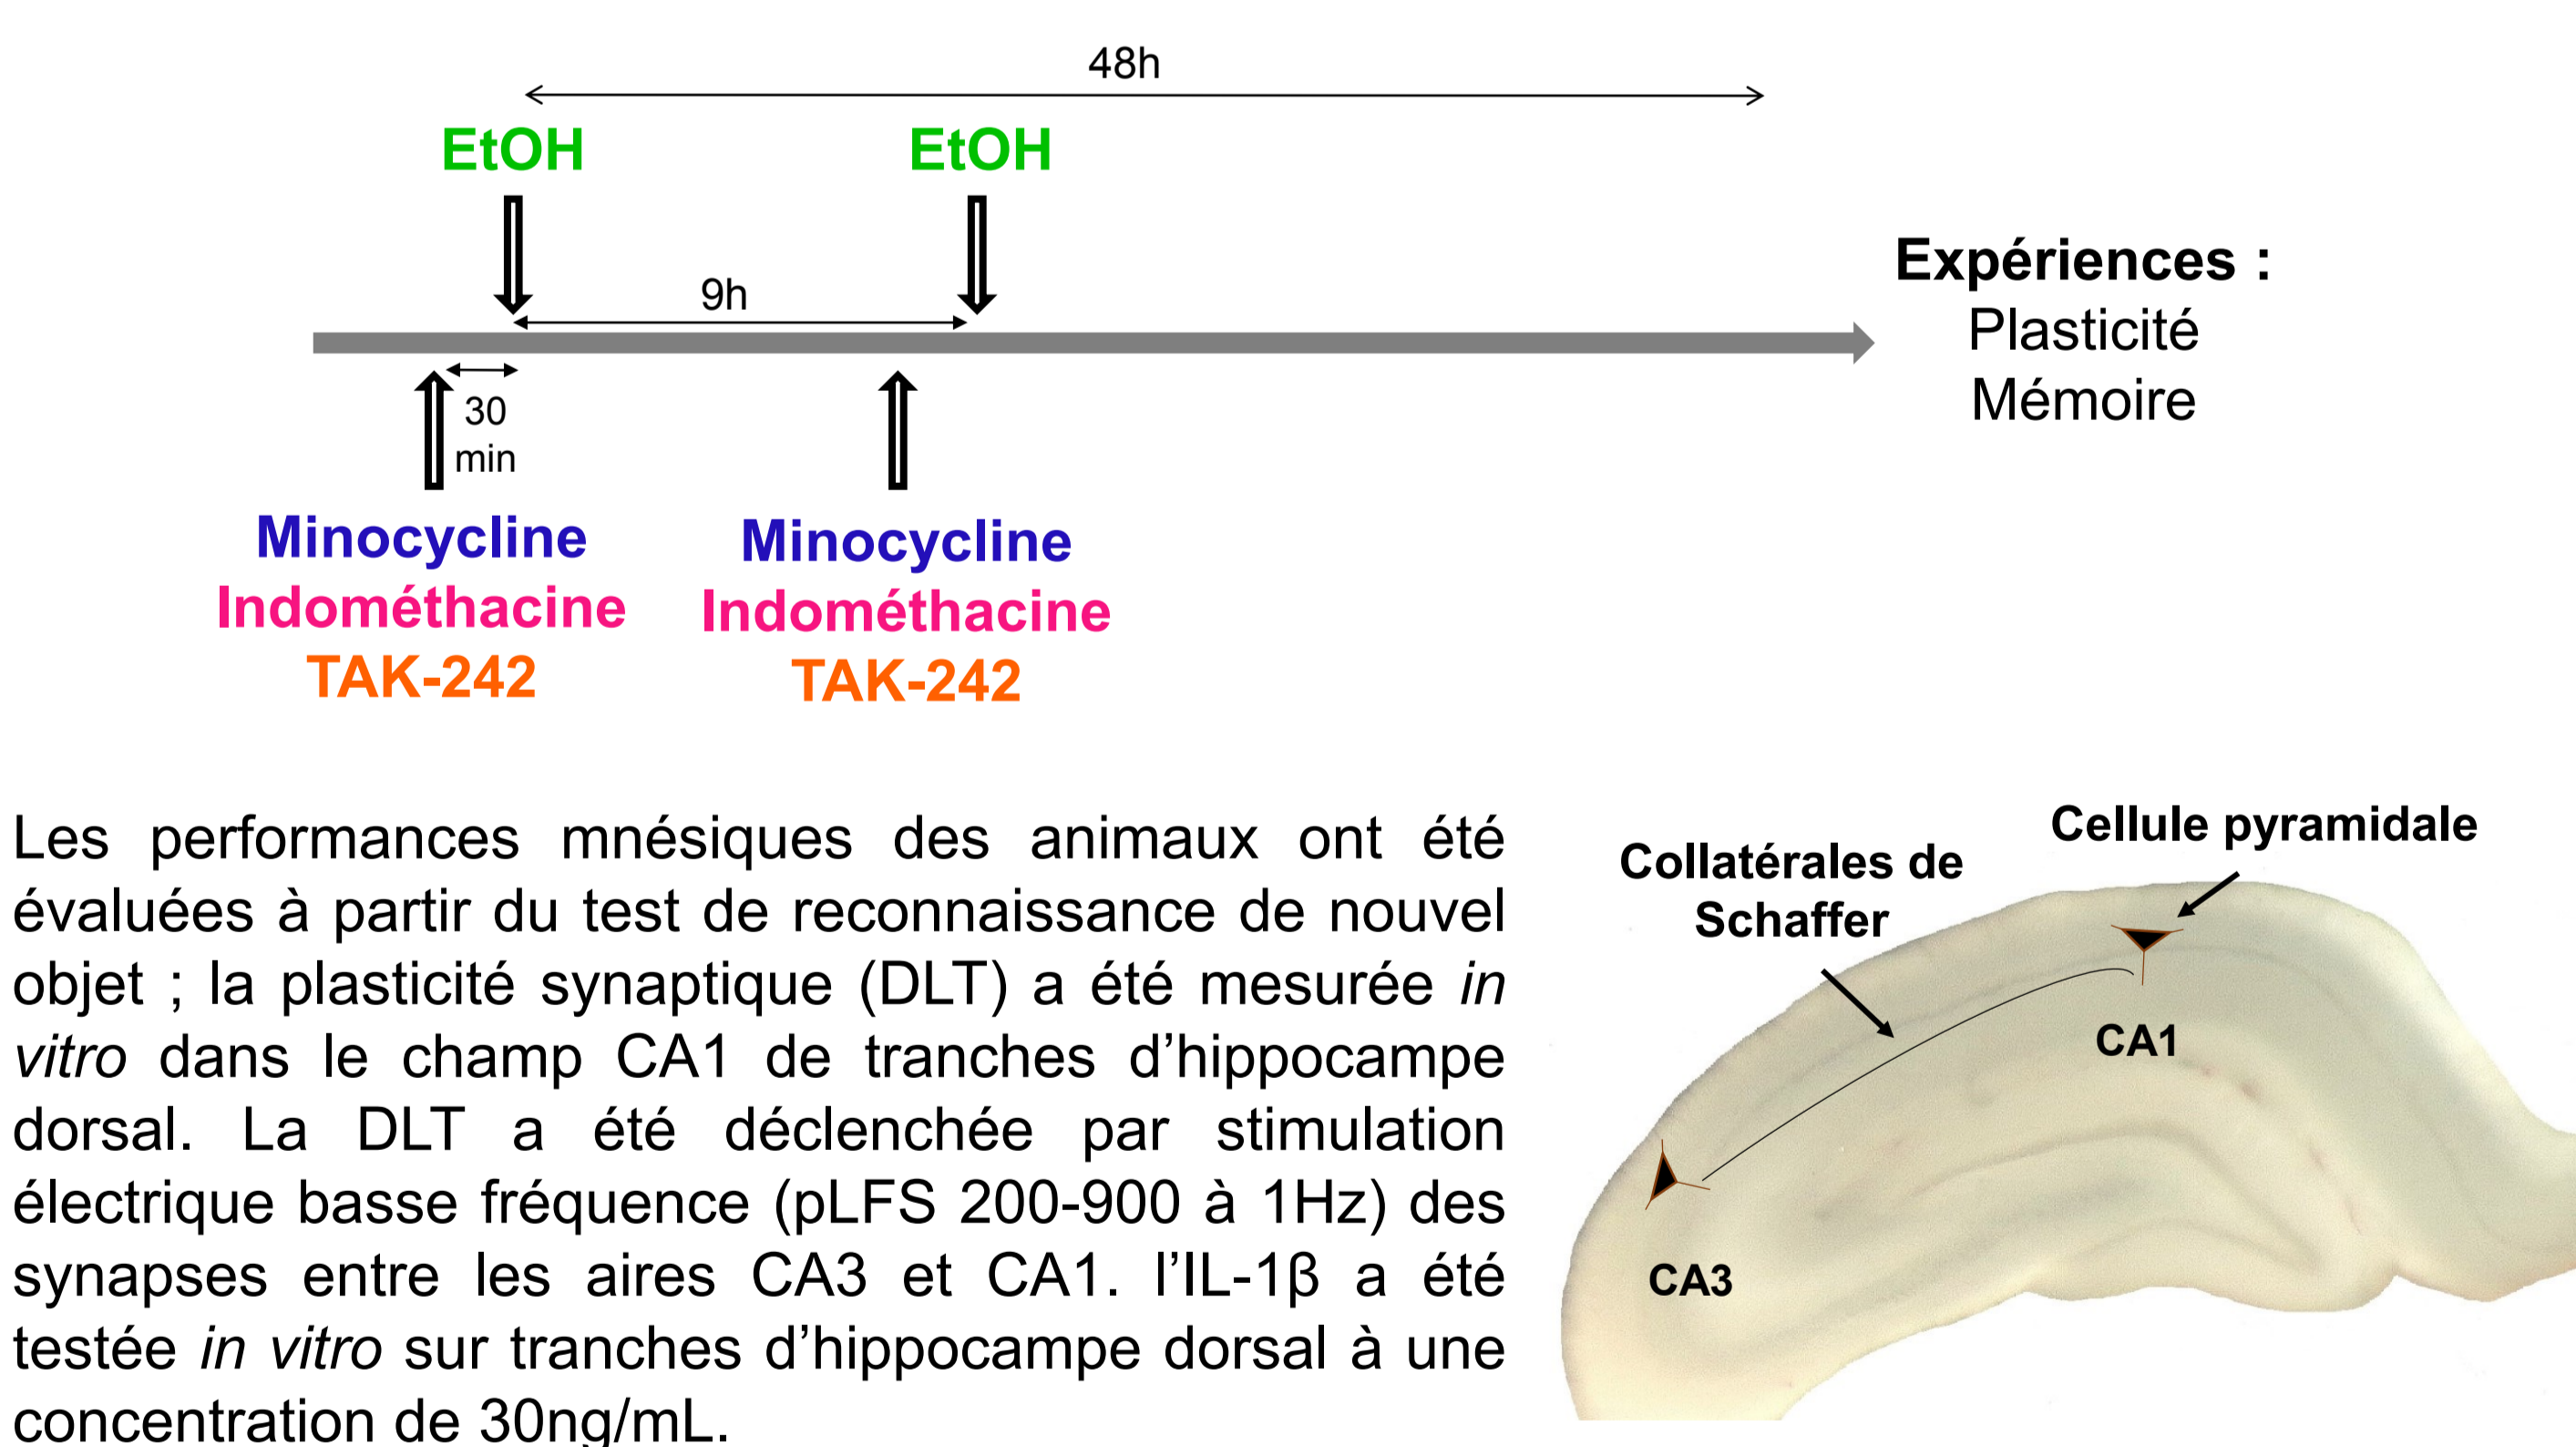 48h
EtOH
EtOH
9h
Expériences :
Plasticité
Mémoire
30
min
Minocycline
Indométhacine
TAK-242
Minocycline
Indométhacine
TAK-242
Les performances mnésiques des animaux ont été
évaluées à partir du test de reconnaissance de nouvel
objet ; la plasticité synaptique (DLT) a été mesurée in
vitro dans le champ CA1 de tranches d’hippocampe
dorsal. La DLT a été déclenchée par stimulation
électrique basse fréquence (pLFS 200-900 à 1Hz) des
synapses entre les aires CA3 et CA1. l’IL-1β a été
testée in vitro sur tranches d’hippocampe dorsal à une
concentration de 30ng/mL.
Collatérales de
Schaffer
Cellule pyramidale
CA1
CA3